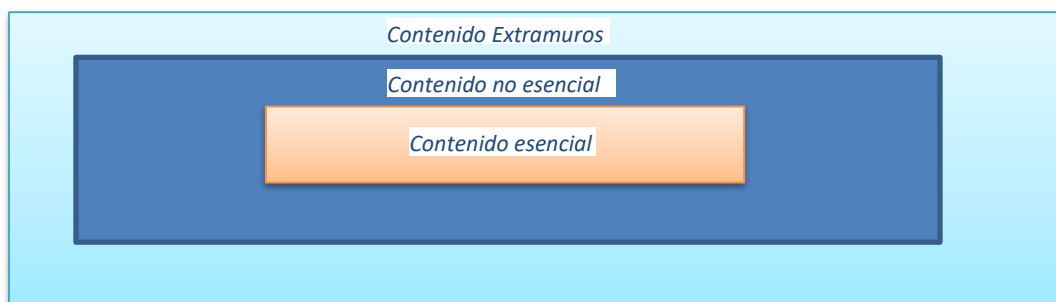 Contenido Extramuros
Contenido no esencial
Contenido esencial